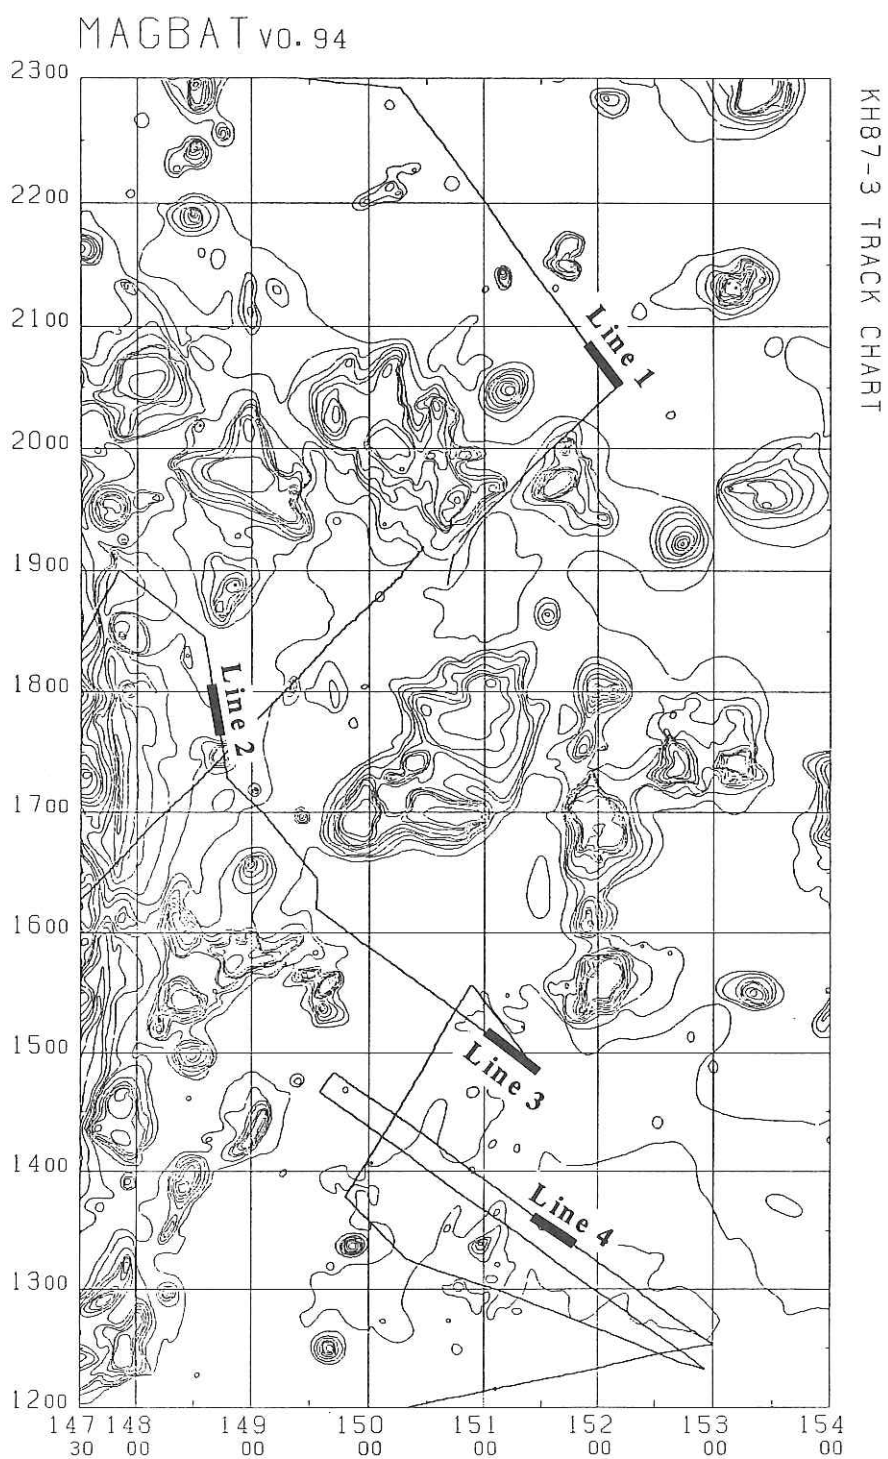 MAGBAT V0.94
KH87-3 TRACK CHART
2300
2200
2100
2000
1900
1800
1700
1600
1500
1400
1300
1200
Line 1
Line 2
Line 3
Line 4
147 148 149 150 151 152 153 154
30 00 00 00 00 00 00 00